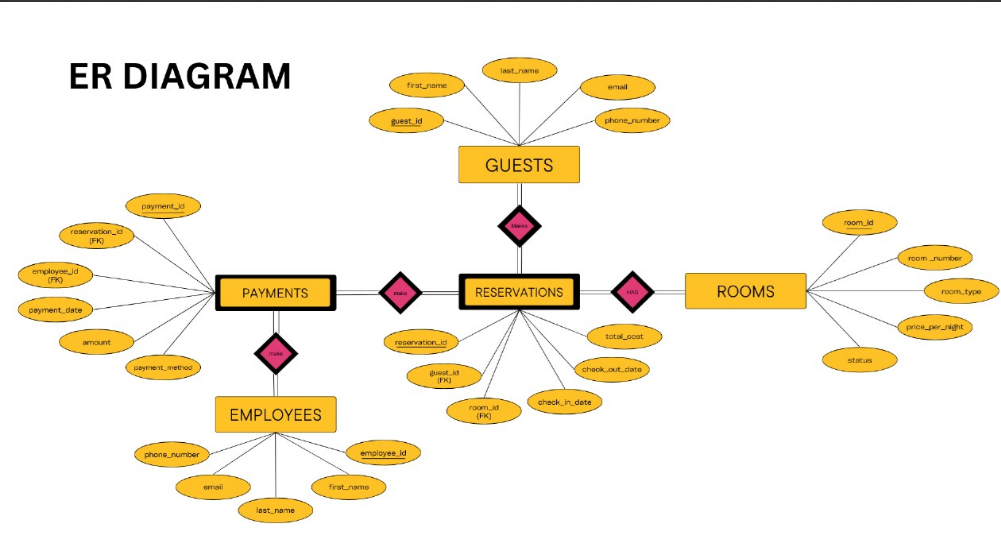 ER DIAGRAM
last_name
first_name
email
guest_id
phone_number
GUESTS
Makes
payment_id
reservation_id
(FK)
employee_id
(FK)
payment_date
amount
payment_method
PAYMENTS
make
RESERVATIONS
HAS
ROOMS
room_id
room _number
room_type
price_per_night
status
reservation_id
guest_id
(FK)
room_id
(FK)
check_in_date
check_out_date
total_cost
make
EMPLOYEES
phone_number
email
last_name
first_name
employee_id